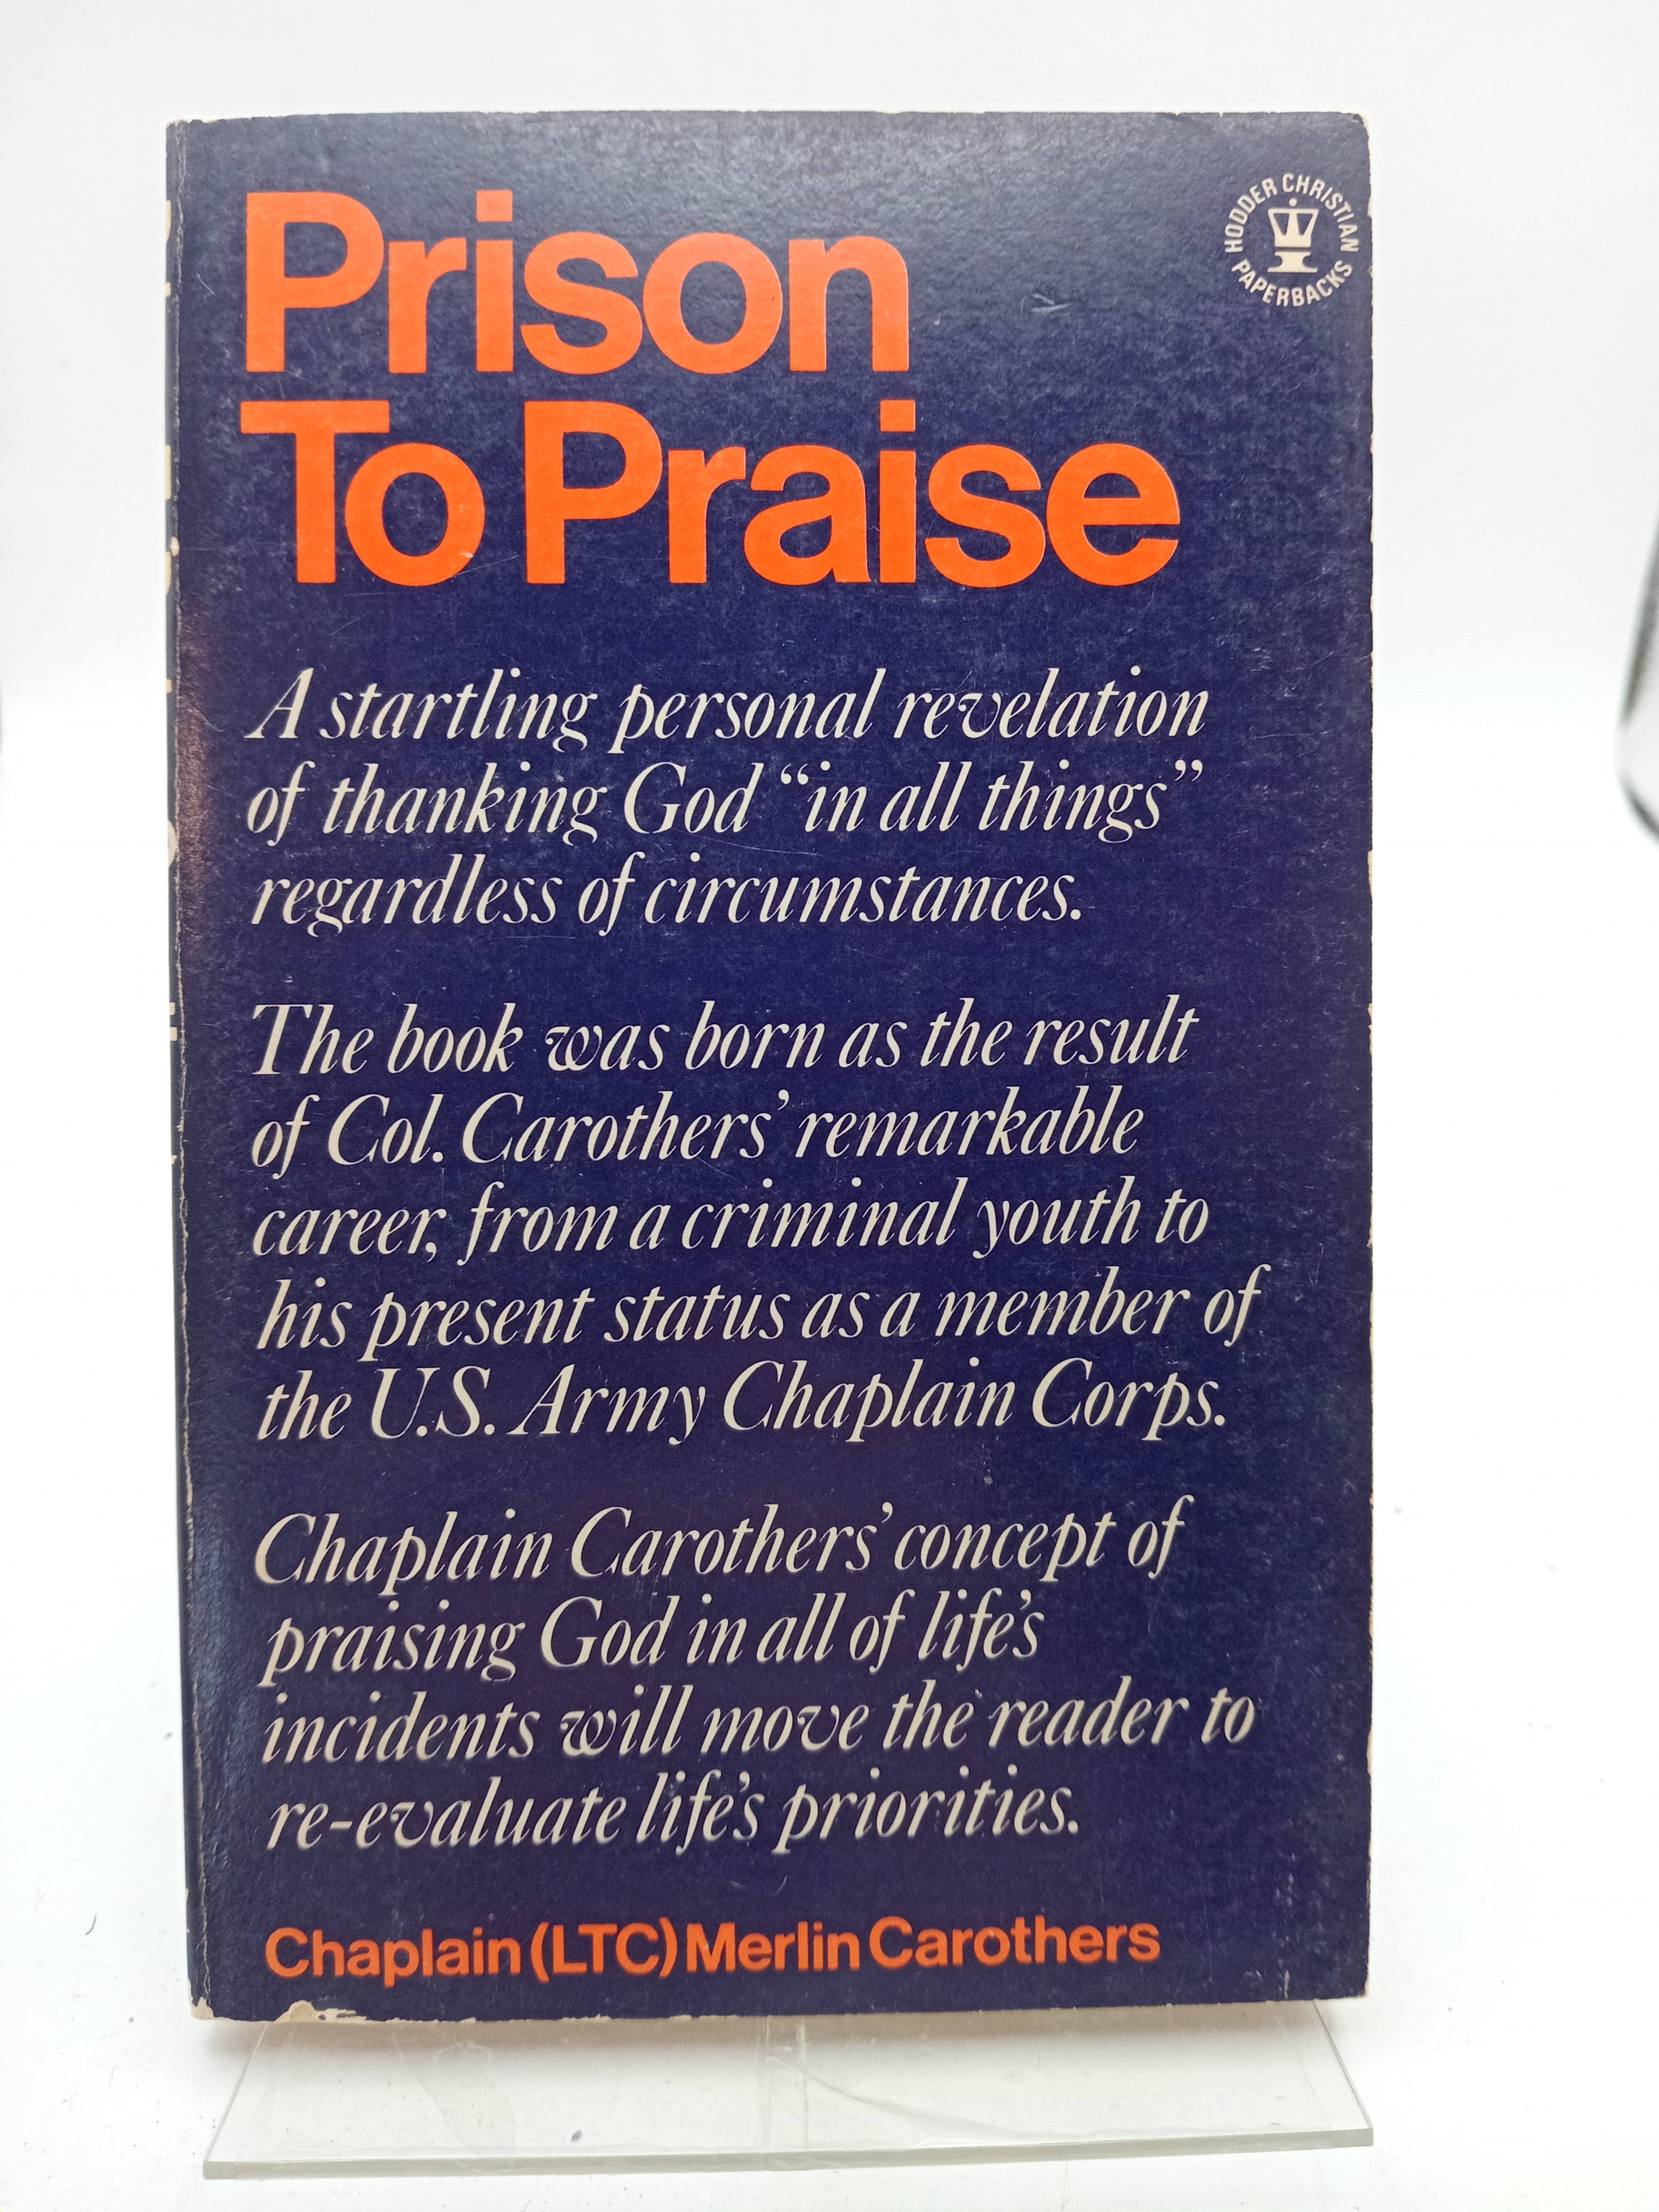 Prison
To Praise
HODDER CHRISTIAN
PAPERBACKS
A startling personal revelation
of thanking God “in all things”
regardless of circumstances.
The book was born as the result
of Col. Carothers’ remarkable
career, from a criminal youth to
his present status as a member of
the U.S. Army Chaplain Corps.
Chaplain Carothers’ concept of
praising God in all of life’s
incidents will move the reader to
re-evaluate life’s priorities.
Chaplain (LTC) Merlin Carothers